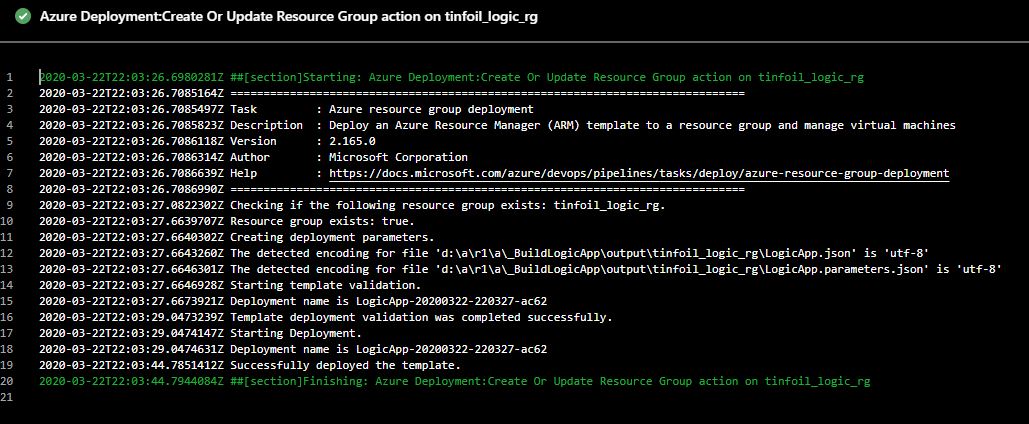 Azure Deployment:Create Or Update Resource Group action on tinfoil_logic_rg
1 2020-03-22T22:03:26.6980281Z ##[section]Starting: Azure Deployment:Create Or Update Resource Group action on tinfoil_logic_rg
2 2020-03-22T22:03:26.7085164Z ==============================================================================
3 2020-03-22T22:03:26.7085497Z Task : Azure resource group deployment
4 2020-03-22T22:03:26.7085823Z Description : Deploy an Azure Resource Manager (ARM) template to a resource group and manage virtual machines
5 2020-03-22T22:03:26.7086118Z Version : 2.165.0
6 2020-03-22T22:03:26.7086314Z Author : Microsoft Corporation
7 2020-03-22T22:03:26.7086639Z Help : https://docs.microsoft.com/azure/devops/pipelines/tasks/deploy/azure-resource-group-deployment
8 2020-03-22T22:03:26.7086990Z ==============================================================================
9 2020-03-22T22:03:27.0822302Z Checking if the following resource group exists: tinfoil_logic_rg.
10 2020-03-22T22:03:27.6639707Z Resource group exists: true.
11 2020-03-22T22:03:27.6640302Z Creating deployment parameters.
12 2020-03-22T22:03:27.6643260Z The detected encoding for file 'd:\a\r1\a\_BuildLogicApp\output\tinfoil_logic_rg\LogicApp.json' is 'utf-8'
13 2020-03-22T22:03:27.6646301Z The detected encoding for file 'd:\a\r1\a\_BuildLogicApp\output\tinfoil_logic_rg\LogicApp.parameters.json' is 'utf-8'
14 2020-03-22T22:03:27.6646928Z Starting template validation.
15 2020-03-22T22:03:27.6673921Z Deployment name is LogicApp-20200322-220327-ac62
16 2020-03-22T22:03:29.0473239Z Template deployment validation was completed successfully.
17 2020-03-22T22:03:29.0474147Z Starting Deployment.
18 2020-03-22T22:03:29.0474631Z Deployment name is LogicApp-20200322-220327-ac62
19 2020-03-22T22:03:44.7851412Z Successfully deployed the template.
20 2020-03-22T22:03:44.7944084Z ##[section]Finishing: Azure Deployment:Create Or Update Resource Group action on tinfoil_logic_rg
21